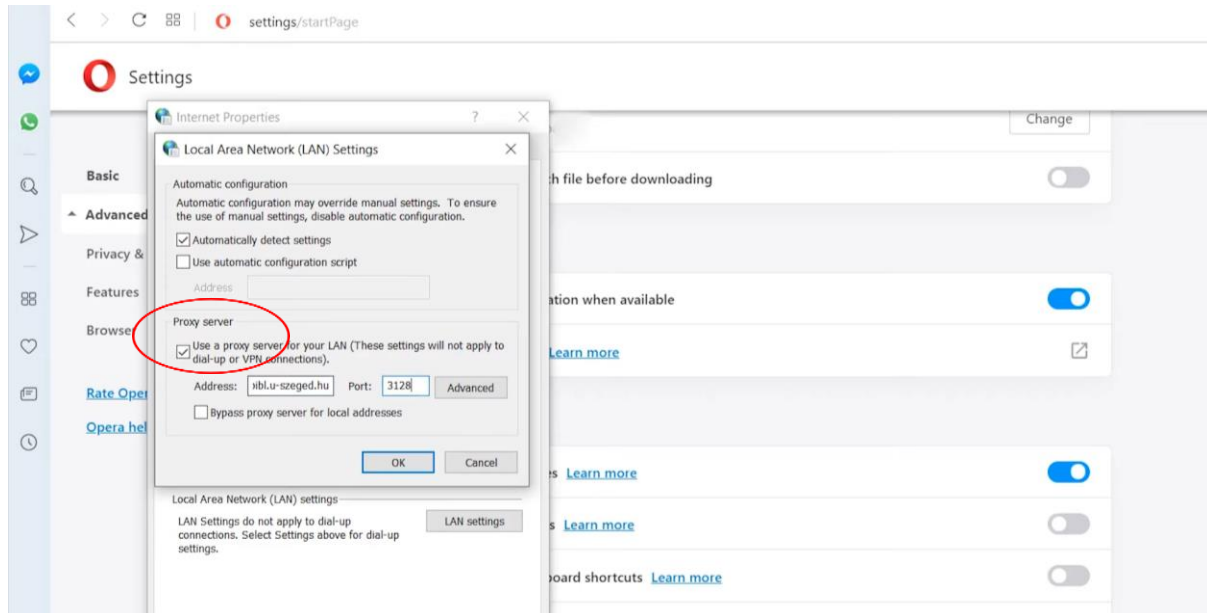 settings/startPage
Settings
Internet Properties
?
Change
Local Area Network (LAN) Settings
Basic
Automatic configuration
Automatic configuration may override manual settings. To ensure
the use of manual settings, disable automatic configuration.
file before downloading
Advanced
Automatically detect settings
Privacy &
Use automatic configuration script
Address
Features
when available
Proxy server
Browser
Use a proxy server for your LAN (These settings will not apply to
dial-up or VPN connections).
Learn more
Address: ibl.u-szeged.hu Port: 3128 Advanced
Rate Oper
Bypass proxy server for local addresses
Opera hel
OK Cancel
Learn more
Local Area Network (LAN) settings
LAN Settings do not apply to dial-up
connections. Select Settings above for dial-up
settings.
LAN settings
Learn more
shortcuts Learn more